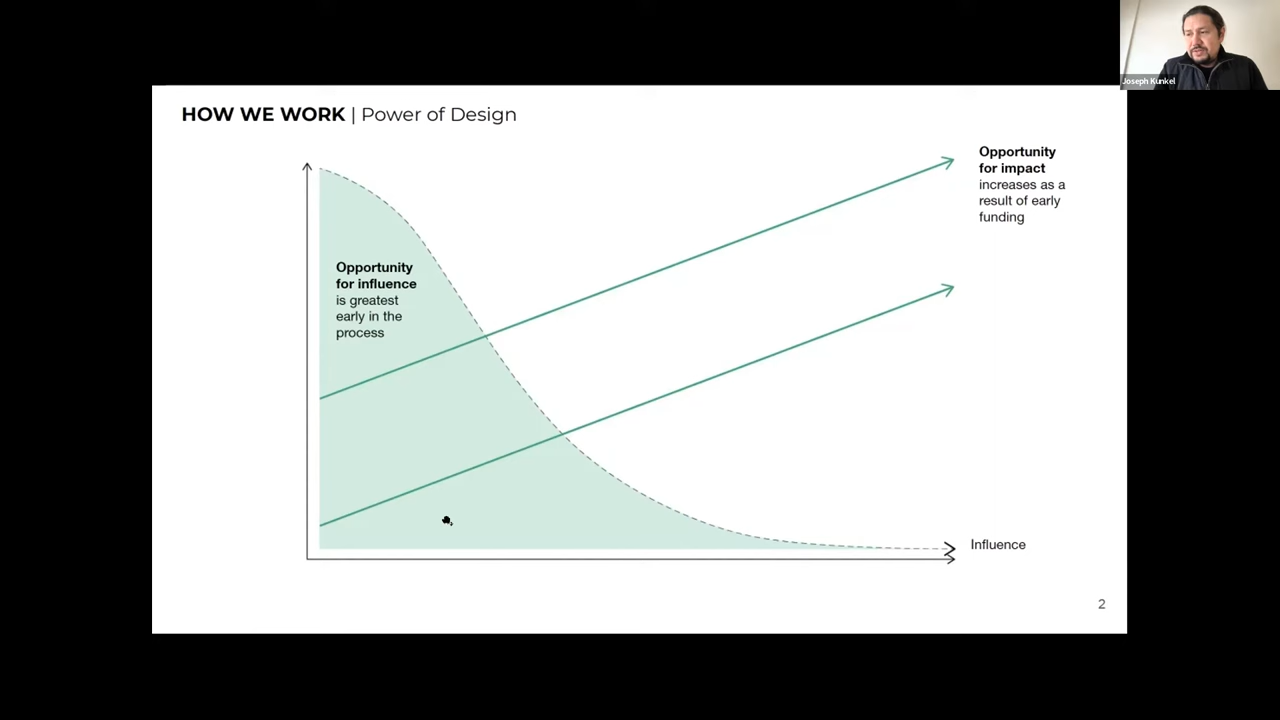 Joseph Kunkel
HOW WE WORK | Power of Design
Opportunity
for impact
increases as a
result of early
funding
Opportunity
for influence
is greatest
early in the
process
Influence
2